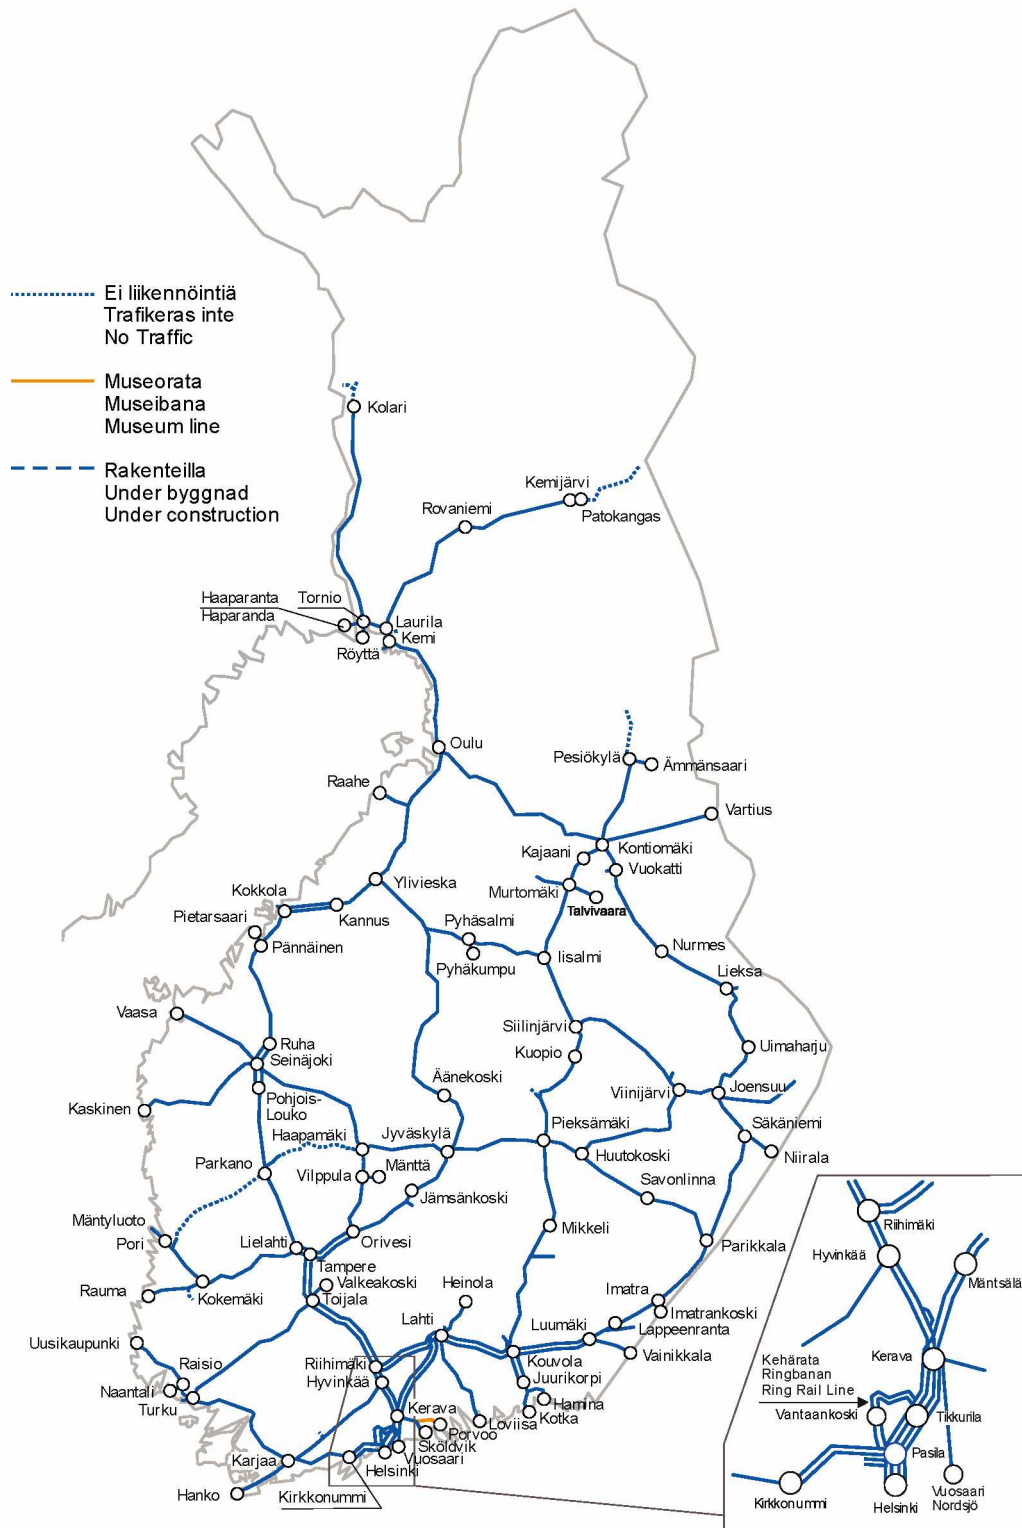 Ei liikennöintiä
Trafikeras inte
No Traffic
Museorata
Museibana
Museum line
Rakenteilla
Under byggnad
Under construction
Kolari
Kemijärvi
Patokangas
Rovaniemi
Haaparanta
Haparanda
Tornio
Laurila
Kemi
Röyttä
Oulu
Raahe
Pesiökylä
Ämmänsaari
Vartius
Kontiomäki
Kajaani
Vuokatti
Murtomäki
Talvivaara
Ylivieska
Kokkola
Kannus
Pietarsaari
Pännäinen
Pyhäsalmi
Pyhäkumpu
Iisalmi
Nurmes
Lieksa
Vaasa
Siilinjärvi
Kuopio
Uimaharju
Ruha
Seinäjoki
Äänekoski
Viinijärvi
Joensuu
Pohjois-
Louko
Kaskinen
Haapamäki
Jyväskylä
Pieksämäki
Säkäniemi
Huutokoski
Niirala
Parkano
Vilppula
Mänttä
Jämsänkoski
Savonlinna
Mäntyluoto
Pori
Lielahti
Orivesi
Mikkeli
Parikkala
Tampere
Valkeakoski
Heinola
Imatra
Imatrankoski
Rauma
Kokemäki
Toijala
Lahti
Luumäki
Lappeenranta
Uusikaupunki
Vainikkala
Raisio
Riihimäki
Hyvinkää
Kouvola
Juurikorpi
Naantali
Turku
Hamina
Kotka
Kerava
Loviisa
Porvoo
Sköldvik
Vuosaari
Helsinki
Karjaa
Hanko
Kirkkonummi
Riihimäki
Hyvinkää
Mäntsälä
Kerava
Kehärata
Ringbanan
Ring Rail Line
Vantaankoski
Tikkurila
Pasila
Kirkkonummi
Helsinki
Vuosaari
Nordsjö